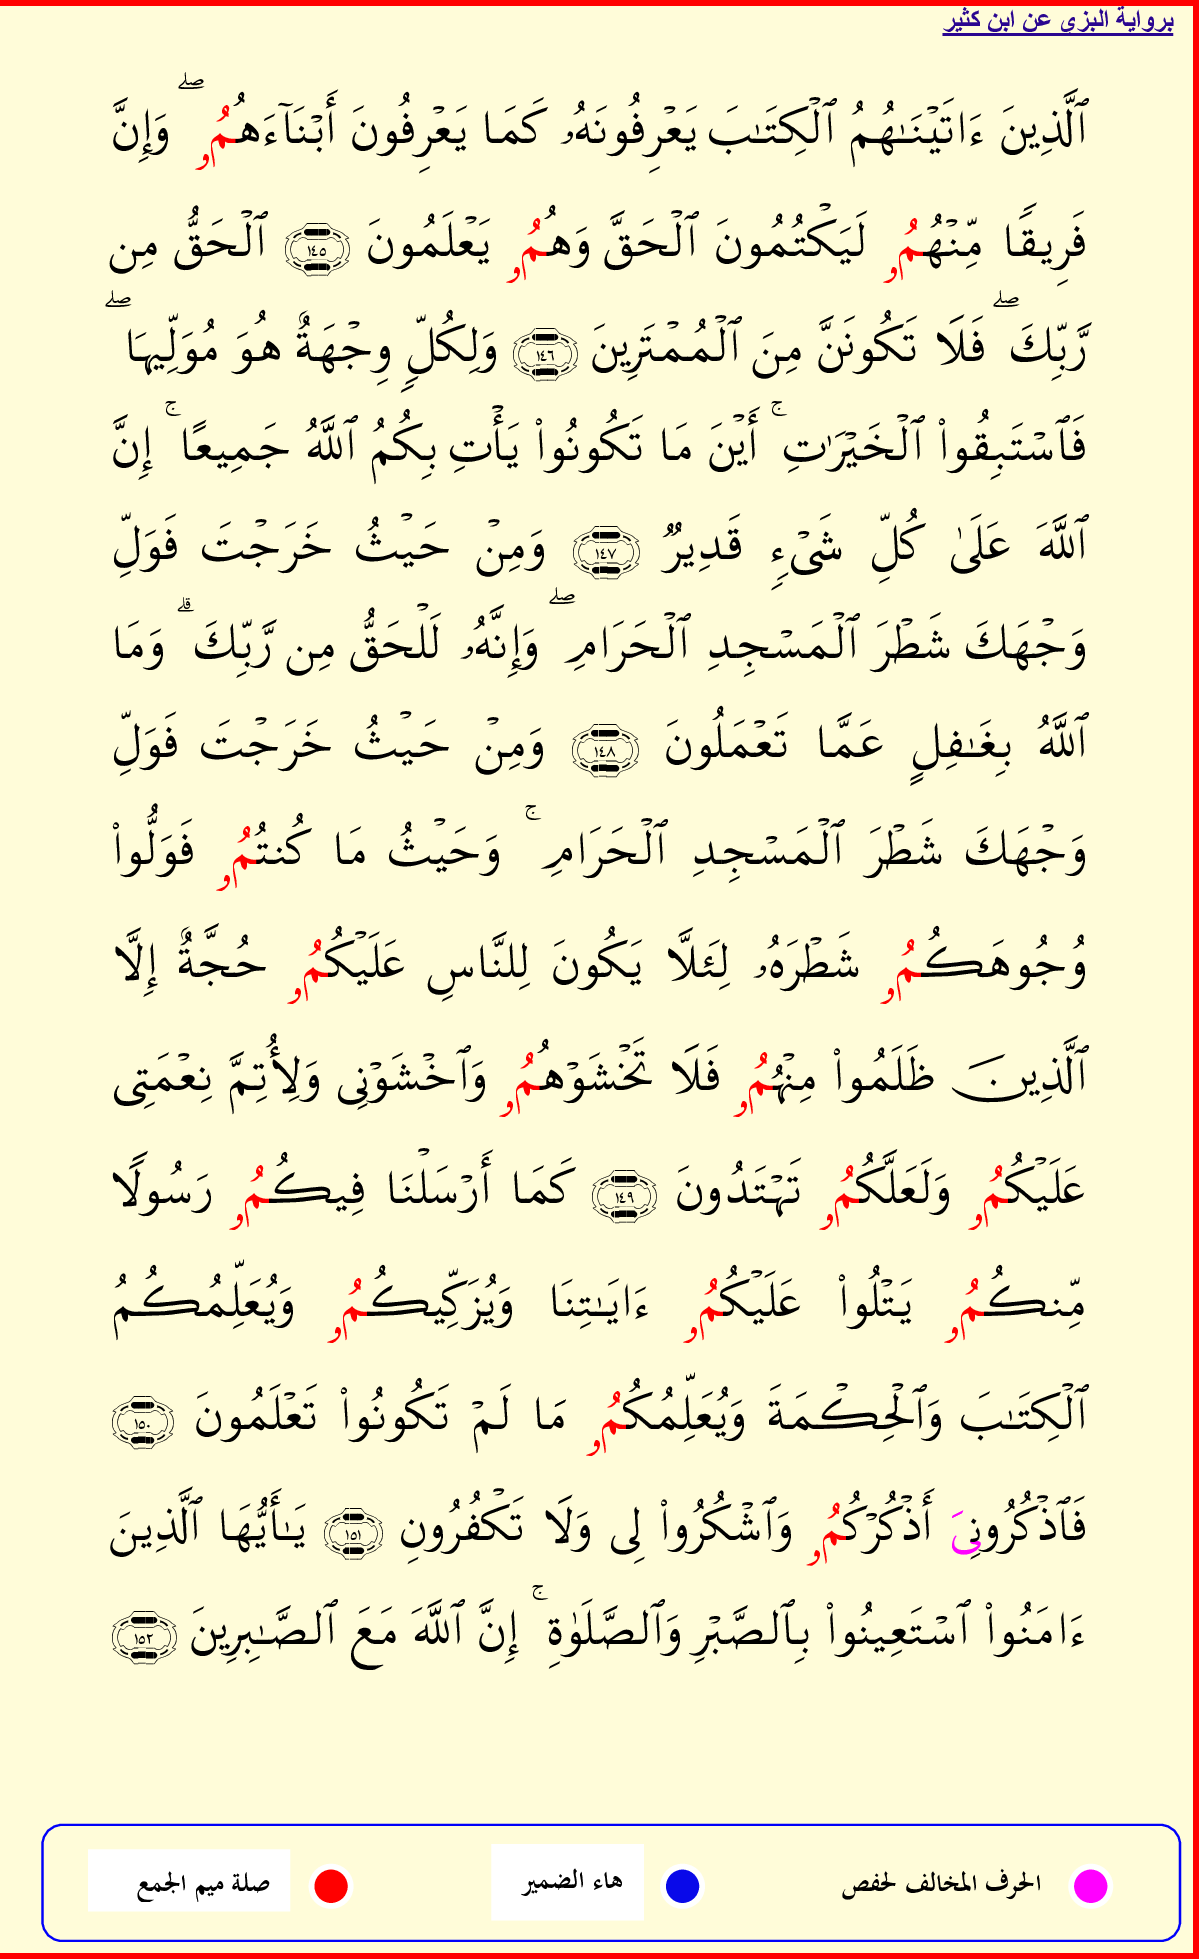 برواية البزي عن ابن كثير
ٱلَّذِينَ ءَاتَيْنَـٰهُمُ ٱلْكِتَـٰبَ يَعْرِفُونَهُۥ كَمَا يَعْرِفُونَ أَبْنَآءَهُمُۥ ۖ وَإِنَّ
فَرِيقًا مِّنْهُمُۥ لَيَكْتُمُونَ ٱلْحَقَّ وَهُمُۥ يَعْلَمُونَ ١٤٥ ٱلْحَقُّ مِن
رَّبِّكَ ۖ فَلَا تَكُونَنَّ مِنَ ٱلْمُمْتَرِينَ ١٤٦ وَلِكُلٍّ وِجْهَةٌ هُوَ مُوَلِّيهَا ۖ
فَٱسْتَبِقُوا۟ ٱلْخَيْرَٰتِ ۚ أَيْنَ مَا تَكُونُوا۟ يَأْتِ بِكُمُ ٱللَّهُ جَمِيعًا ۚ إِنَّ
ٱللَّهَ عَلَىٰ كُلِّ شَىْءٍ قَدِيرٌ ١٤٧ وَمِنْ حَيْثُ خَرَجْتَ فَوَلِّ
وَجْهَكَ شَطْرَ ٱلْمَسْجِدِ ٱلْحَرَامِ ۖ وَإِنَّهُۥ لَلْحَقُّ مِن رَّبِّكَ ۗ وَمَا
ٱللَّهُ بِغَـٰفِلٍ عَمَّا تَعْمَلُونَ ١٤٨ وَمِنْ حَيْثُ خَرَجْتَ فَوَلِّ
وَجْهَكَ شَطْرَ ٱلْمَسْجِدِ ٱلْحَرَامِ ۚ وَحَيْثُ مَا كُنتُمُۥ فَوَلُّوا۟
وُجُوهَكُمُۥ شَطْرَهُۥ لِئَلَّا يَكُونَ لِلنَّاسِ عَلَيْكُمُۥ حُجَّةٌ إِلَّا
ٱلَّذِينَ ظَلَمُوا۟ مِنْهُمُۥ فَلَا تَخْشَوْهُمُۥ وَٱخْشَوْنِى وَلِأُتِمَّ نِعْمَتِى
عَلَيْكُمُۥ وَلَعَلَّكُمُۥ تَهْتَدُونَ ١٤٩ كَمَا أَرْسَلْنَا فِيكُمُۥ رَسُولًا
مِّنكُمُۥ يَتْلُوا۟ عَلَيْكُمُۥ ءَايَـٰتِنَا وَيُزَكِّيكُمُۥ وَيُعَلِّمُكُمُ
ٱلْكِتَـٰبَ وَٱلْحِكْمَةَ وَيُعَلِّمُكُمُۥ مَا لَمْ تَكُونُوا۟ تَعْلَمُونَ ١٥٠
فَٱذْكُرُونِىَ أَذْكُرْكُمُۥ وَٱشْكُرُوا۟ لِى وَلَا تَكْفُرُونِ ١٥١ يَـٰأَيُّهَا ٱلَّذِينَ
ءَامَنُوا۟ ٱسْتَعِينُوا۟ بِٱلصَّبْرِ وَٱلصَّلَوٰةِ ۚ إِنَّ ٱللَّهَ مَعَ ٱلصَّـٰبِرِينَ ١٥٢
الحرف المخالف لحفص هاء الضمير صلة ميم الجمع